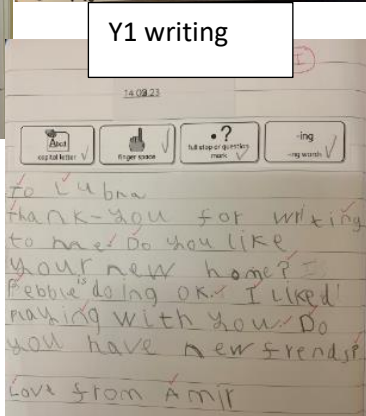 Y1 writing
I
14.09.23
Abcd
capital letter
finger space
. ?
full stop or question
mark
-ing
-ing words
to Lubna
thank-you for writing
to me. Do you like
your new home? I
Pebble is doing OK. I Liked
Playing with you. Do
you have new frends?
Love from Amir